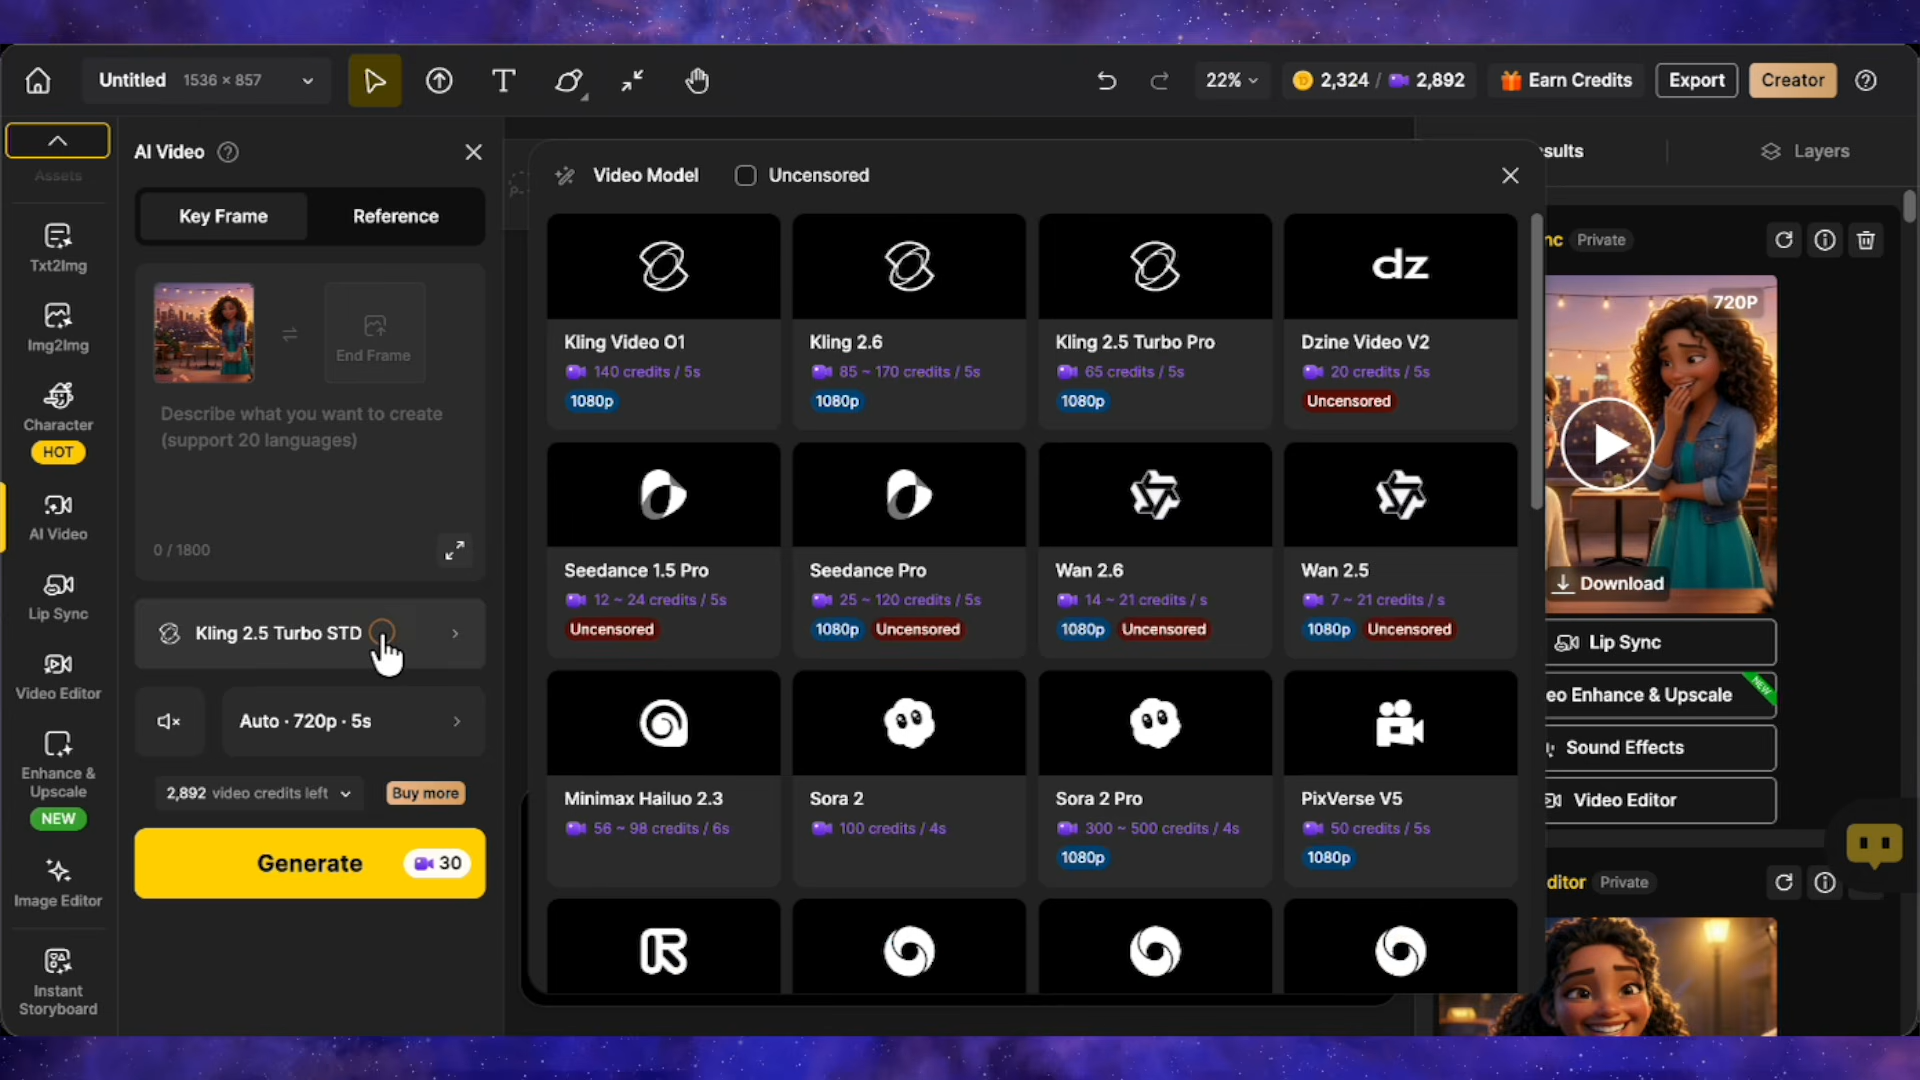 Untitled 1536 × 857
22%
2,324 / 2,892
Earn Credits
Export
Creator
Assets
Txt2Img
Img2Img
Character
HOT
AI Video
Lip Sync
Video Editor
Enhance &
Upscale
NEW
Image Editor
Instant
Storyboard
AI Video
Key Frame
Reference
End Frame
Describe what you want to create
(support 20 languages)
0 / 1800
Kling 2.5 Turbo STD
Auto · 720p · 5s
2,892 video credits left
Buy more
Generate 30
Video Model
Uncensored
Kling Video O1
140 credits / 5s
1080p
Kling 2.6
85 ~ 170 credits / 5s
1080p
Kling 2.5 Turbo Pro
65 credits / 5s
1080p
dz
Dzine Video V2
20 credits / 5s
Uncensored
Seedance 1.5 Pro
12 ~ 24 credits / 5s
Uncensored
Seedance Pro
25 ~ 120 credits / 5s
1080p Uncensored
Wan 2.6
14 ~ 21 credits / s
1080p Uncensored
Wan 2.5
7 ~ 21 credits / s
1080p Uncensored
Minimax Hailuo 2.3
56 ~ 98 credits / 6s
Sora 2
100 credits / 4s
Sora 2 Pro
300 ~ 500 credits / 4s
1080p
PixVerse V5
50 credits / 5s
1080p
sults
Layers
nc Private
720P
Download
Lip Sync
eo Enhance & Upscale
NEW
Sound Effects
Video Editor
ditor Private